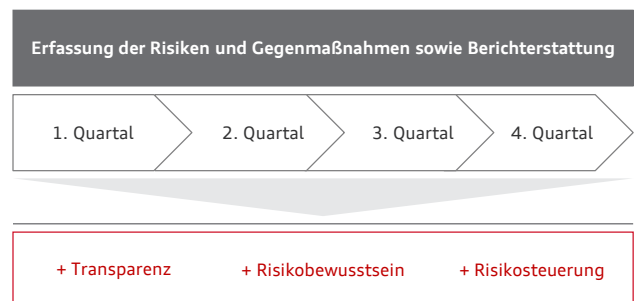 Erfassung der Risiken und Gegenmaßnahmen sowie Berichterstattung
1. Quartal 2. Quartal 3. Quartal 4. Quartal
+ Transparenz + Risikobewusstsein + Risikosteuerung